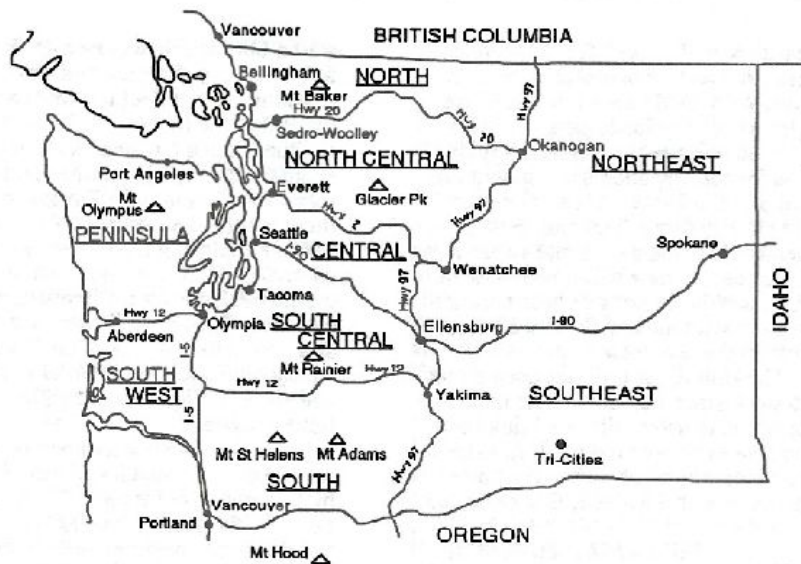 Vancouver
BRITISH COLUMBIA
Bellingham
NORTH
Mt Baker
Hwy 20
Hwy 20
Hwy 97
Sedro-Woolley
Okanogan
NORTH CENTRAL
NORTHEAST
Port Angeles
Everett
Glacier Pk
Mt
Olympus
Hwy 2
Hwy 97
PENINSULA
Seattle
I-90
CENTRAL
Spokane
Wenatchee
Hwy 97
Tacoma
IDAHO
Hwy 12
Olympia
SOUTH
CENTRAL
Ellensburg
I-90
Aberdeen
I-5
Mt Rainier
SOUTH
WEST
Hwy 12
Hwy 12
Yakima
SOUTHEAST
I-5
Mt St Helens
Mt Adams
Hwy 97
Tri-Cities
SOUTH
Vancouver
Portland
OREGON
Mt Hood